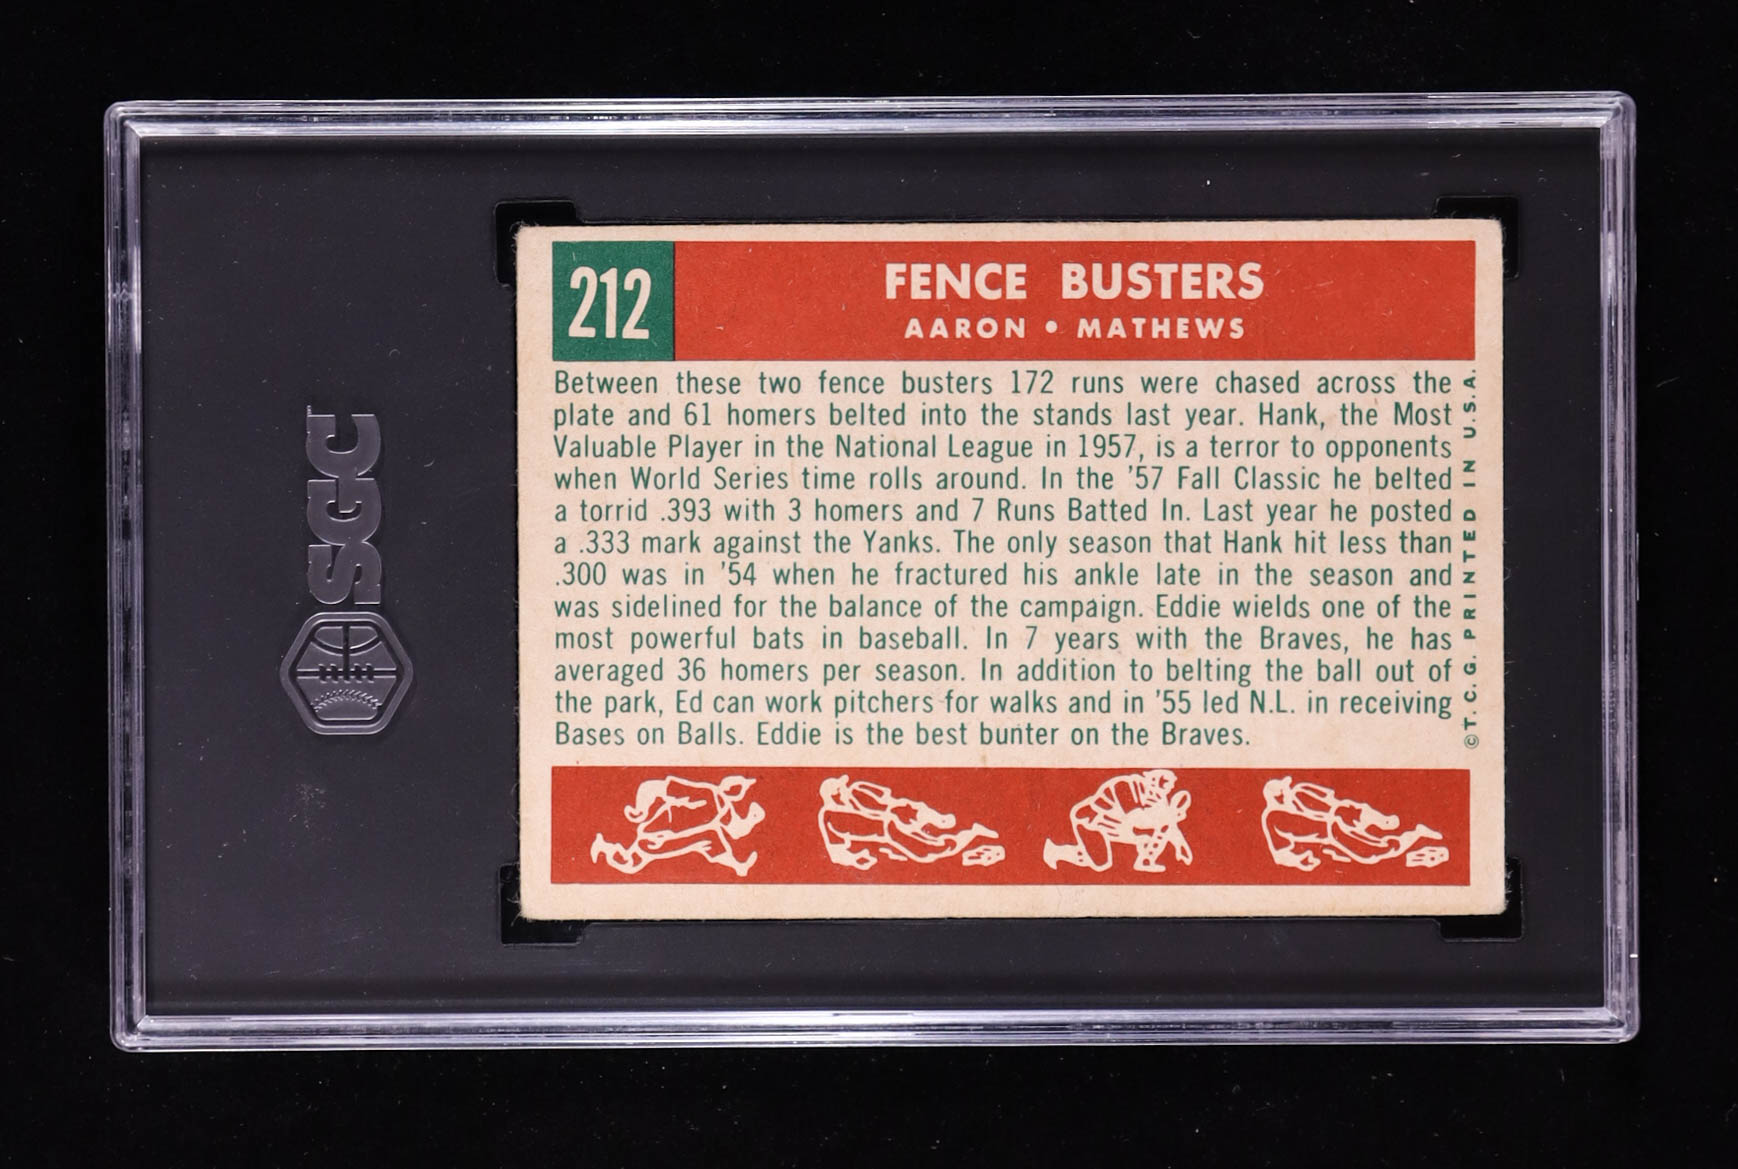 SGC
212
FENCE BUSTERS
AARON • MATHEWS
Between these two fence busters 172 runs were chased across the
plate and 61 homers belted into the stands last year. Hank, the Most
Valuable Player in the National League in 1957, is a terror to opponents
when World Series time rolls around. In the '57 Fall Classic he belted
a torrid .393 with 3 homers and 7 Runs Batted In. Last year he posted
a .333 mark against the Yanks. The only season that Hank hit less than
.300 was in '54 when he fractured his ankle late in the season and
was sidelined for the balance of the campaign. Eddie wields one of the
most powerful bats in baseball. In 7 years with the Braves, he has
averaged 36 homers per season. In addition to belting the ball out of
the park, Ed can work pitchers for walks and in '55 led N.L. in receiving
Bases on Balls. Eddie is the best bunter on the Braves.
©T.C.G. PRINTED IN U.S.A.